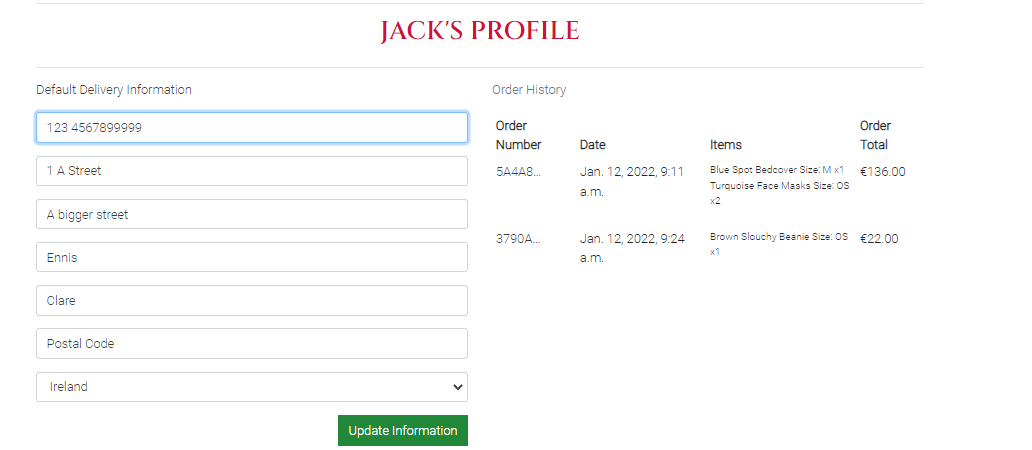 JACK'S PROFILE
Default Delivery Information
123 4567899999
1 A Street
A bigger street
Ennis
Clare
Postal Code
Ireland
Update Information
Order History
Order
Number
Date
Items
Order
Total
5A4A8...
Jan. 12, 2022, 9:11
a.m.
Blue Spot Bedcover Size: M x1
Turquoise Face Masks Size: OS
x2
€136.00
3790A...
Jan. 12, 2022, 9:24
a.m.
Brown Slouchy Beanie Size: OS
x1
€22.00